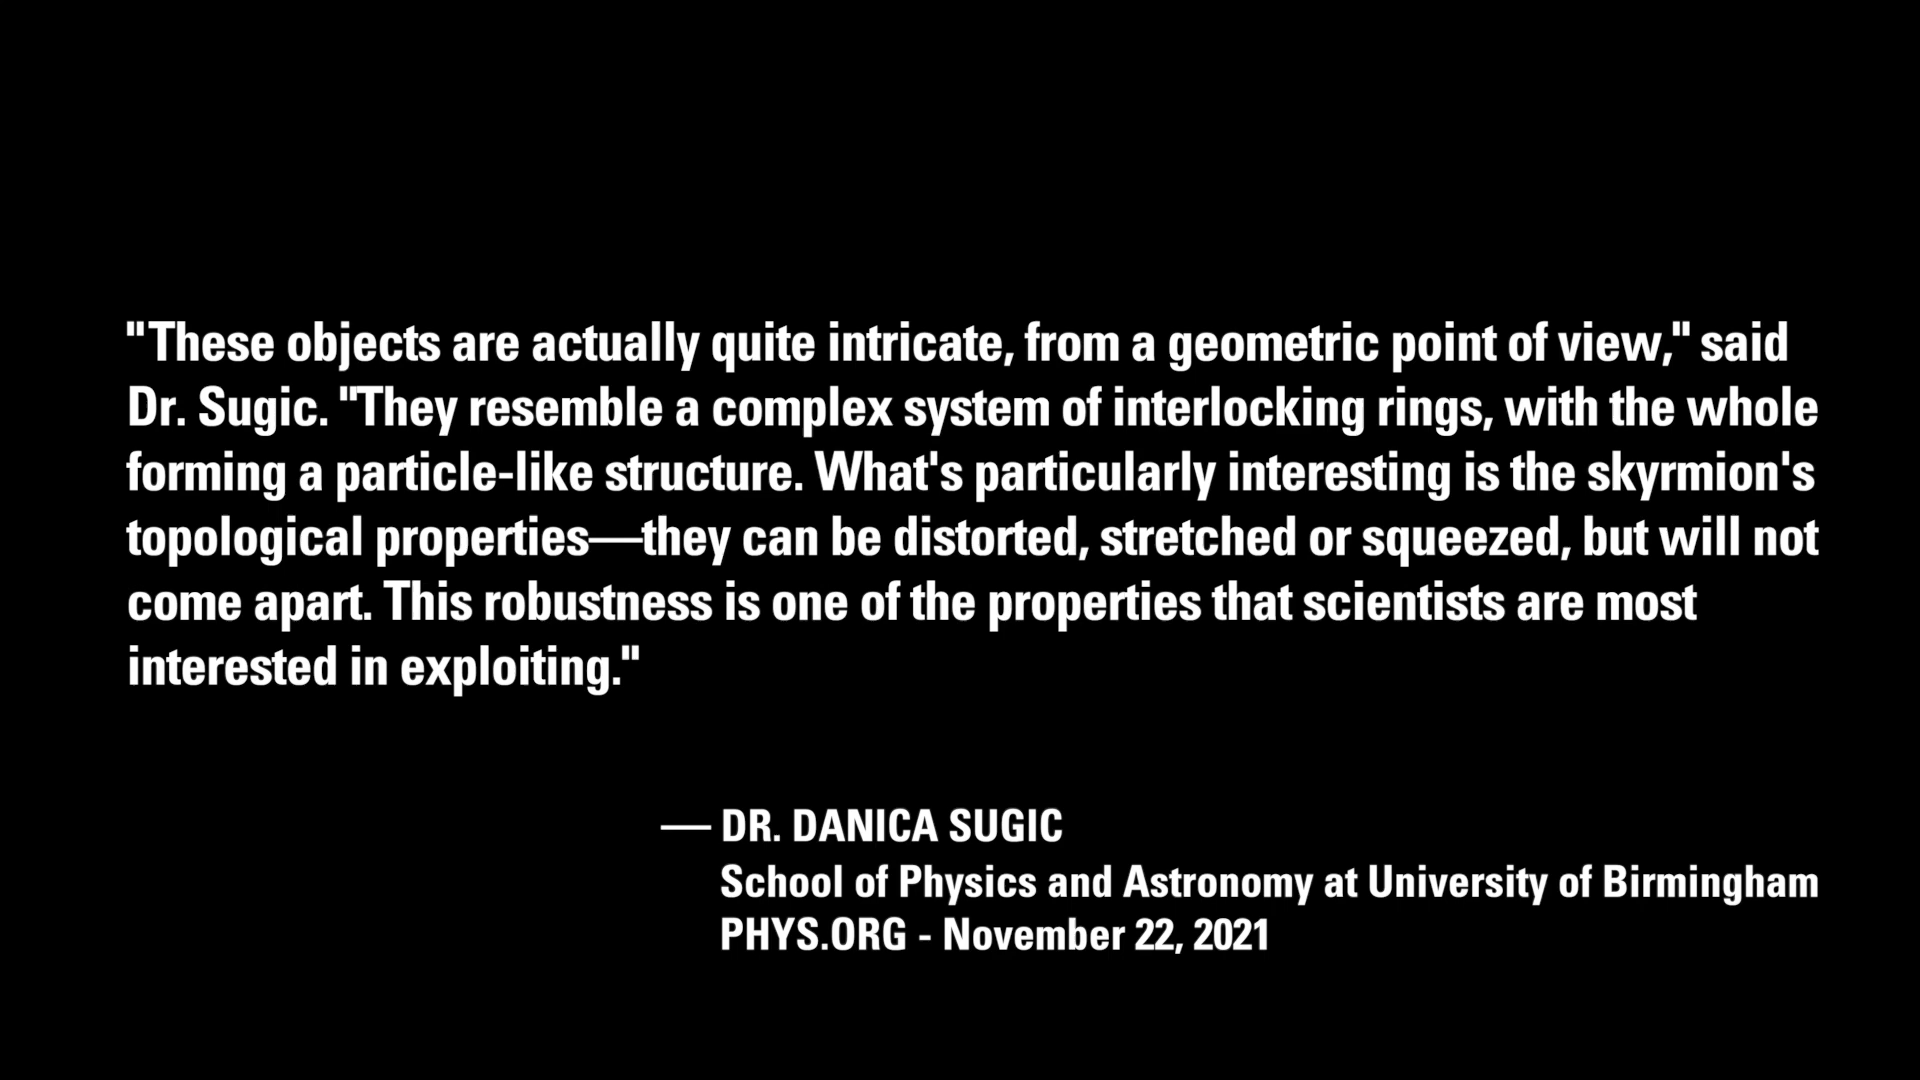 "These objects are actually quite intricate, from a geometric point of view," said
Dr. Sugic. "They resemble a complex system of interlocking rings, with the whole
forming a particle-like structure. What's particularly interesting is the skyrmion's
topological properties—they can be distorted, stretched or squeezed, but will not
come apart. This robustness is one of the properties that scientists are most
interested in exploiting."
— DR. DANICA SUGIC
School of Physics and Astronomy at University of Birmingham
PHYS.ORG - November 22, 2021